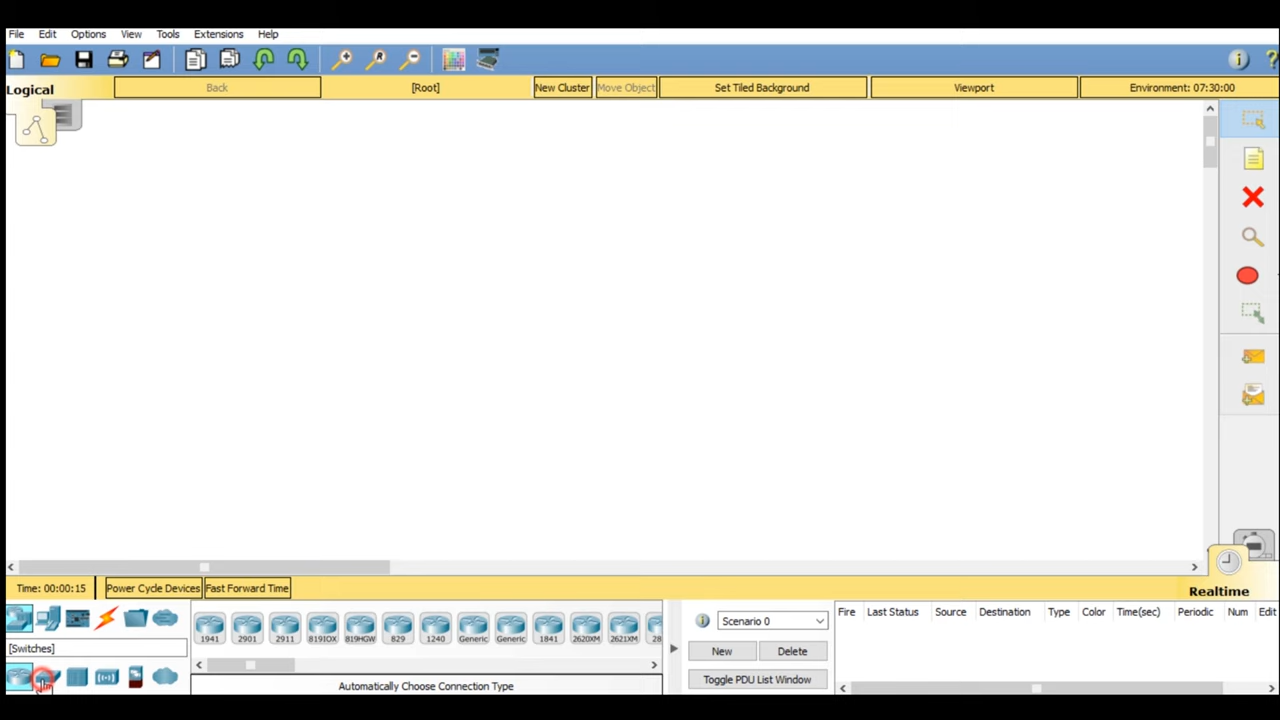 File Edit Options View Tools Extensions Help
Logical Back [Root] New Cluster Move Object Set Tiled Background Viewport Environment: 07:30:00
Time: 00:00:15 Power Cycle Devices Fast Forward Time
Realtime
[Switches]
1941 2901 2911 819IOX 819HGW 829 1240 Generic Generic 1841 2620XM 2621XM 28
Automatically Choose Connection Type
Scenario 0
New Delete
Toggle PDU List Window
Fire Last Status Source Destination Type Color Time(sec) Periodic Num Edit